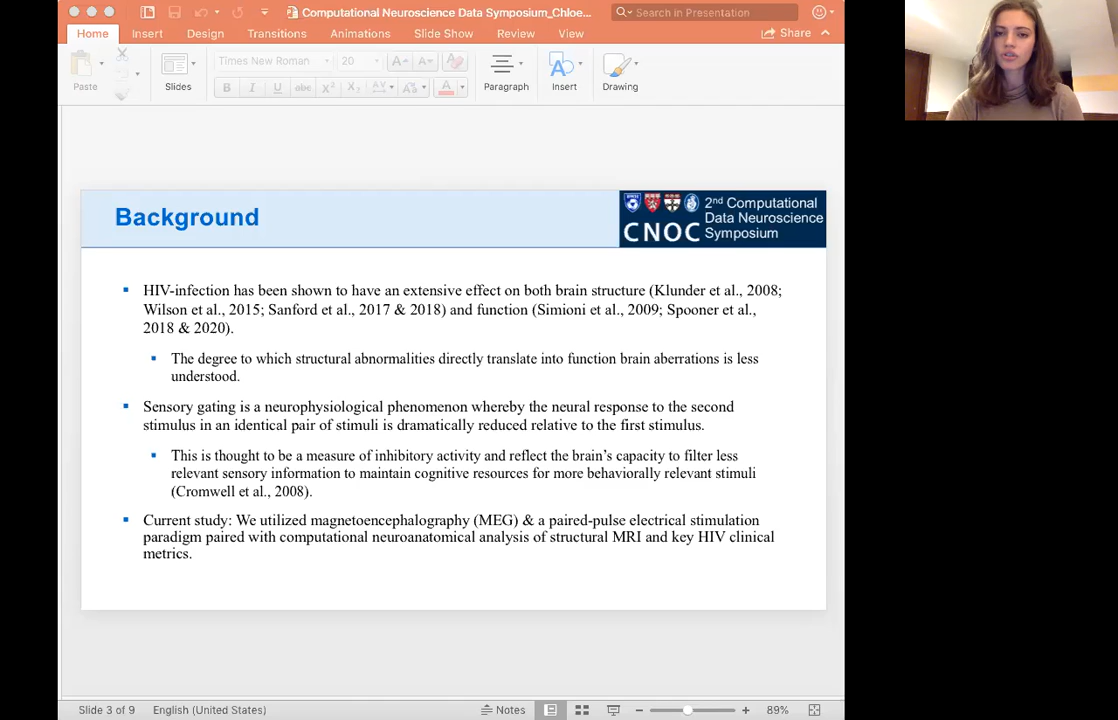 Computational Neuroscience Data Symposium_Chloe...
Search in Presentation
Home Insert Design Transitions Animations Slide Show Review View Share
Times New Roman 20 A A
Paste Slides B I U abc X² X₂ AV A Paragraph Insert Drawing
Background
2nd Computational
Data Neuroscience
Symposium
CNOC
HIV-infection has been shown to have an extensive effect on both brain structure (Klunder et al., 2008;
Wilson et al., 2015; Sanford et al., 2017 & 2018) and function (Simioni et al., 2009; Spooner et al.,
2018 & 2020).
The degree to which structural abnormalities directly translate into function brain aberrations is less
understood.
Sensory gating is a neurophysiological phenomenon whereby the neural response to the second
stimulus in an identical pair of stimuli is dramatically reduced relative to the first stimulus.
This is thought to be a measure of inhibitory activity and reflect the brain's capacity to filter less
relevant sensory information to maintain cognitive resources for more behaviorally relevant stimuli
(Cromwell et al., 2008).
Current study: We utilized magnetoencephalography (MEG) & a paired-pulse electrical stimulation
paradigm paired with computational neuroanatomical analysis of structural MRI and key HIV clinical
metrics.
Slide 3 of 9 English (United States) Notes 89%